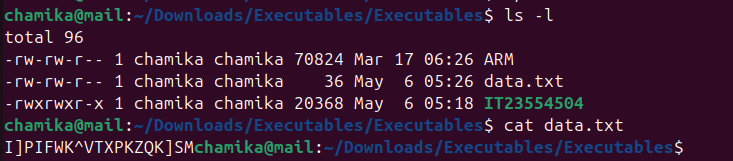 chamika@mail:~/Downloads/Executables/Executables$ ls -l
total 96
-rw-rw-r-- 1 chamika chamika 70824 Mar 17 06:26 ARM
-rw-rw-r-- 1 chamika chamika    36 May  6 05:26 data.txt
-rwxrwxr-x 1 chamika chamika 20368 May  6 05:18 IT23554504
chamika@mail:~/Downloads/Executables/Executables$ cat data.txt
I]PIFWK^VTXPKZQK]SMchamika@mail:~/Downloads/Executables/Executables$